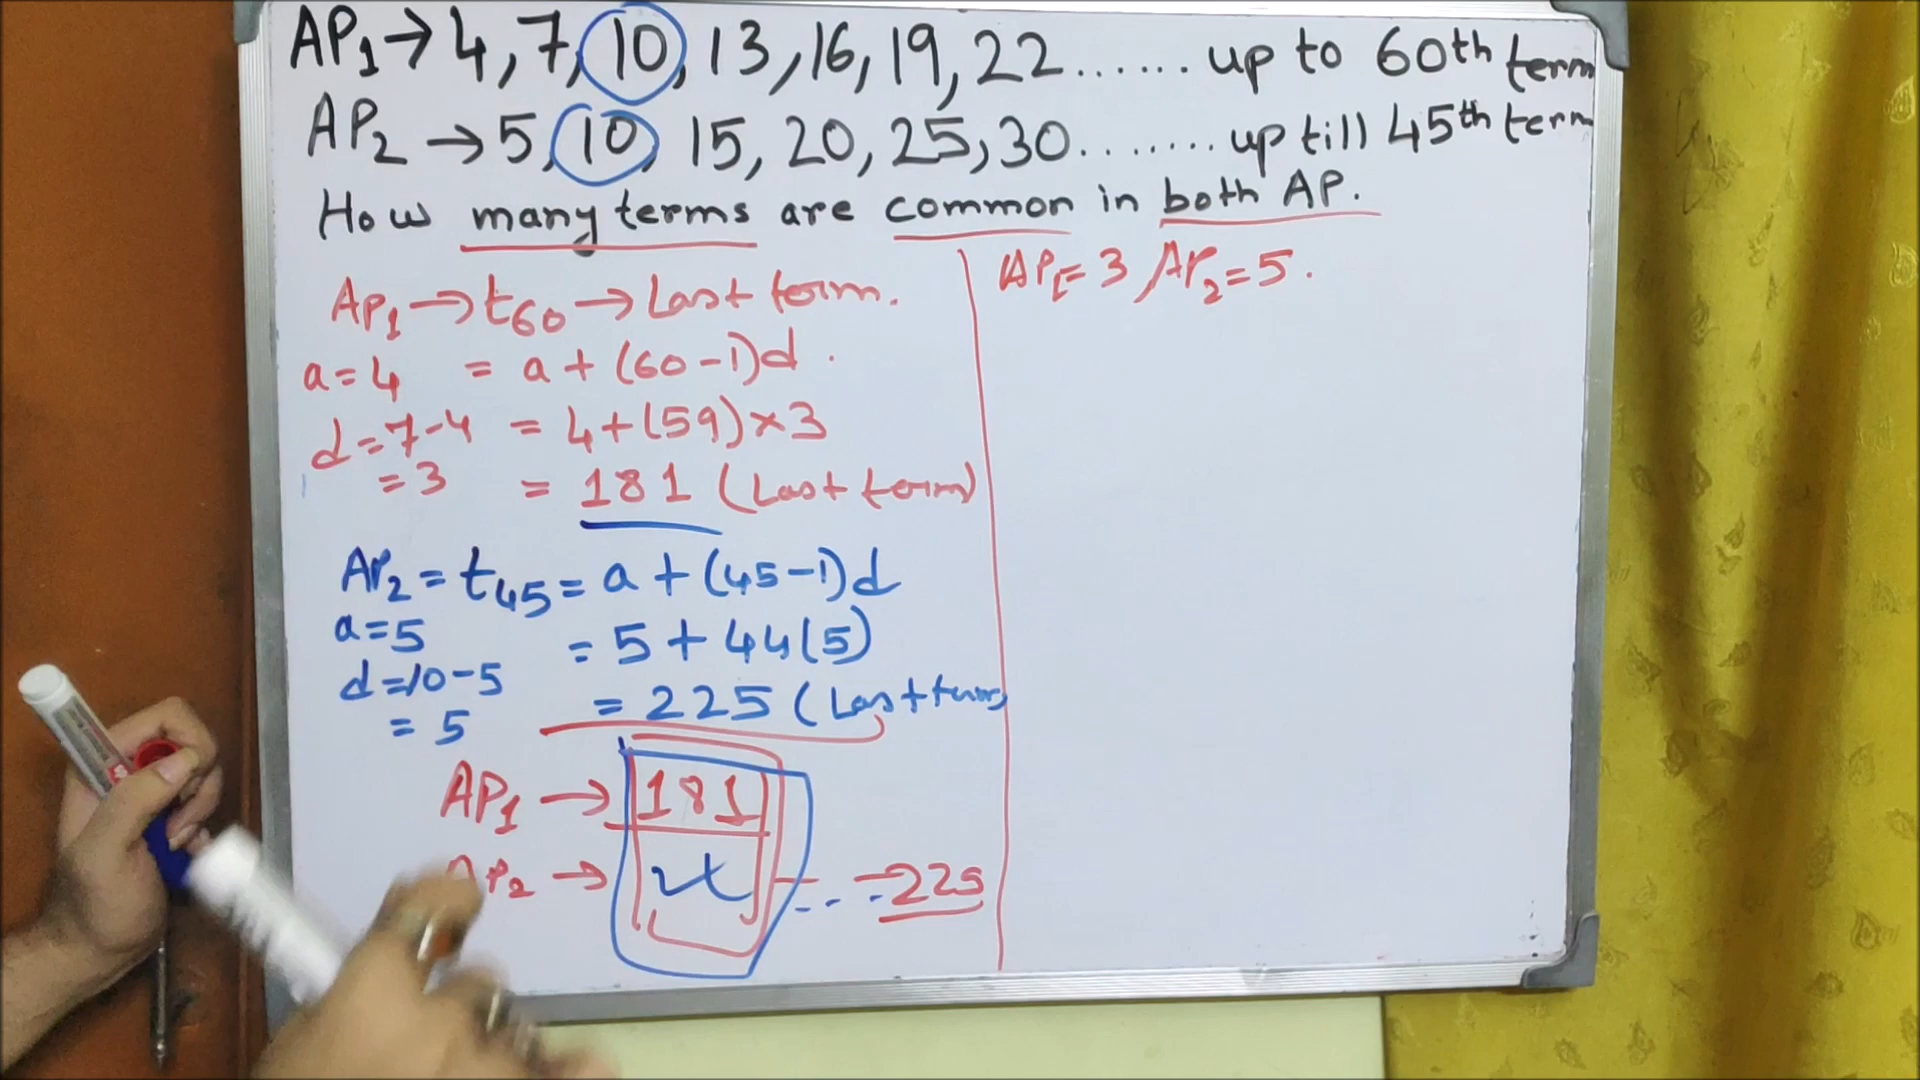 AP1 → 4, 7, 10, 13, 16, 19, 22 ...... up to 60th term
AP2 → 5, 10, 15, 20, 25, 30 ....... up till 45th term
How many terms are common in both AP.
AP1 → t60 → Last term.
a = 4 = a + (60-1)d .
d = 7-4 = 4+(59)×3
= 3 = 181 (Last term)
AP2 = t45 = a + (45-1)d
a = 5 = 5 + 44(5)
d = 10-5 = 225 (Last term)
= 5
AP1 → 181
AP2 → ... 225
AP1 = 3, AP2 = 5.